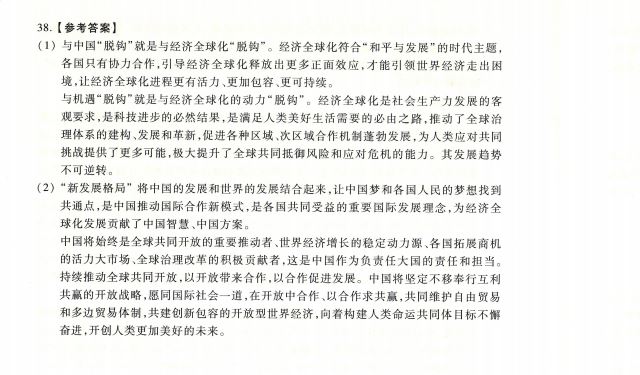 38.【参考答案】
(1) 与中国“脱钩”就是与经济全球化“脱钩”。经济全球化符合“和平与发展”的时代主题,
各国只有协力合作,引导经济全球化释放出更多正面效应,才能引领世界经济走出困
境,让经济全球化进程更有活力、更加包容、更可持续。
与机遇“脱钩”就是与经济全球化的动力“脱钩”。经济全球化是社会生产力发展的客
观要求,是科技进步的必然结果,是满足人类美好生活需要的必由之路,推动了全球治
理体系的建构、发展和革新,促进各种区域、次区域合作机制蓬勃发展,为人类应对共同
挑战提供了更多可能,极大提升了全球共同抵御风险和应对危机的能力。其发展趋势
不可逆转。
(2) “新发展格局”将中国的发展和世界的发展结合起来,让中国梦和各国人民的梦想找到
共通点,是中国推动国际合作新模式,是各国共同受益的重要国际发展理念,为经济全
球化发展贡献了中国智慧、中国方案。
中国将始终是全球共同开放的重要推动者、世界经济增长的稳定动力源、各国拓展商机
的活力大市场、全球治理改革的积极贡献者,这是中国作为负责任大国的责任和担当。
持续推动全球共同开放,以开放带来合作,以合作促进发展。中国将坚定不移奉行互利
共赢的开放战略,愿同国际社会一道,在开放中合作、以合作求共赢,共同维护自由贸易
和多边贸易体制,共建创新包容的开放型世界经济,向着构建人类命运共同体目标不懈
奋进,开创人类更加美好的未来。